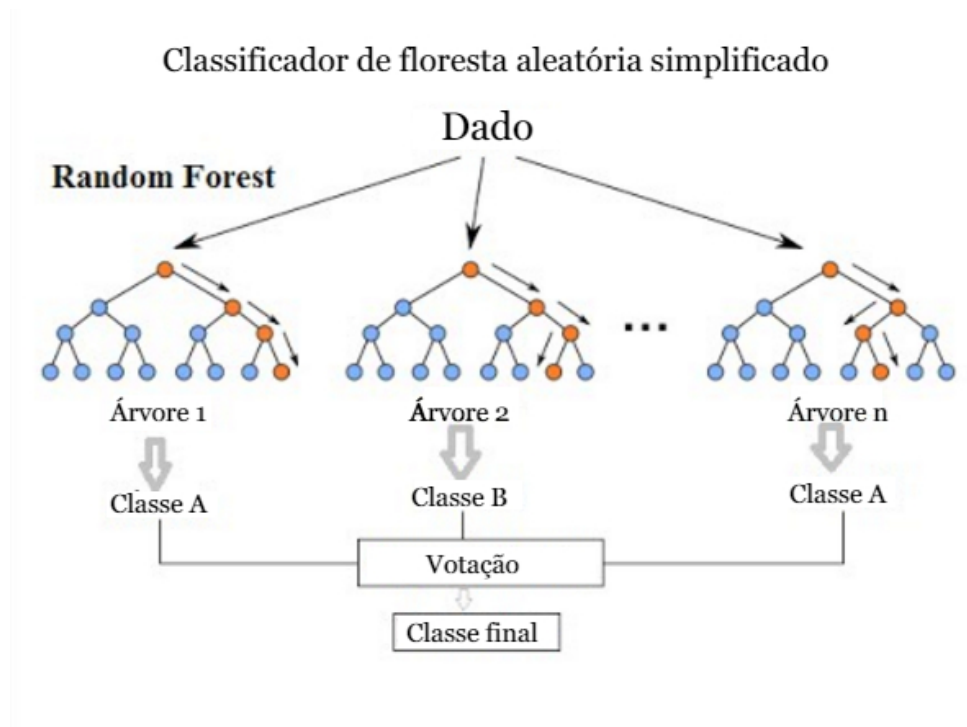 Classificador de floresta aleatória simplificado
Dado
Random Forest
...
Árvore 1
Árvore 2
Árvore n
Classe A
Classe B
Classe A
Votação
Classe final